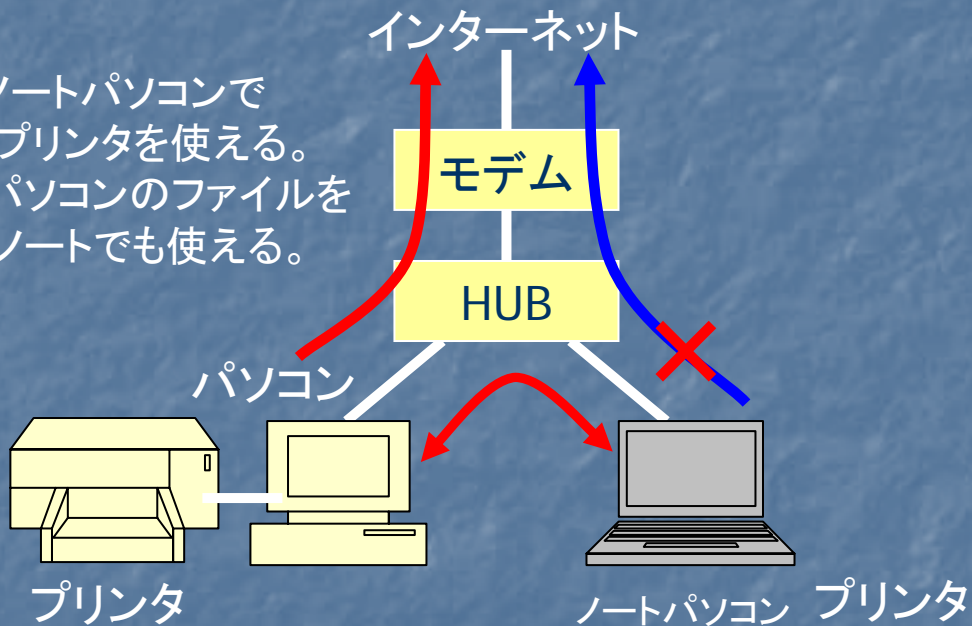 インターネット
ノートパソコンで
プリンタを使える。
パソコンのファイルを
ノートでも使える。
モデム
HUB
パソコン
プリンタ
ノートパソコン
プリンタ